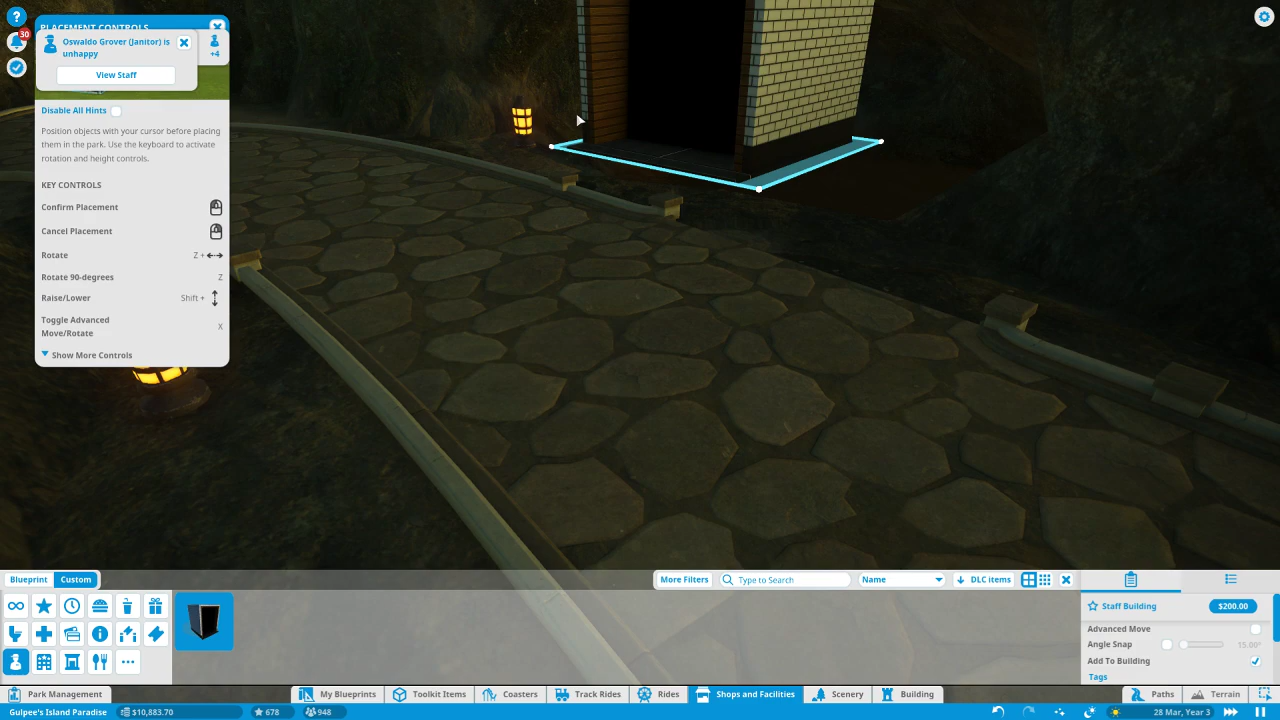 ?
PLACEMENT CONTROLS
30
Oswaldo Grover (Janitor) is
unhappy
+4
View Staff
Disable All Hints
Position objects with your cursor before placing
them in the park. Use the keyboard to activate
rotation and height controls.
KEY CONTROLS
Confirm Placement
Cancel Placement
Rotate Z +
Rotate 90-degrees Z
Raise/Lower Shift +
Toggle Advanced
Move/Rotate X
Show More Controls
Blueprint Custom
More Filters Type to Search Name DLC items
Staff Building $200.00
Advanced Move
Angle Snap 15.00°
Add To Building
Tags
Park Management My Blueprints Toolkit Items Coasters Track Rides Rides Shops and Facilities Scenery Building Paths Terrain
Gulpee's Island Paradise $10,883.70 678 948 28 Mar, Year 3